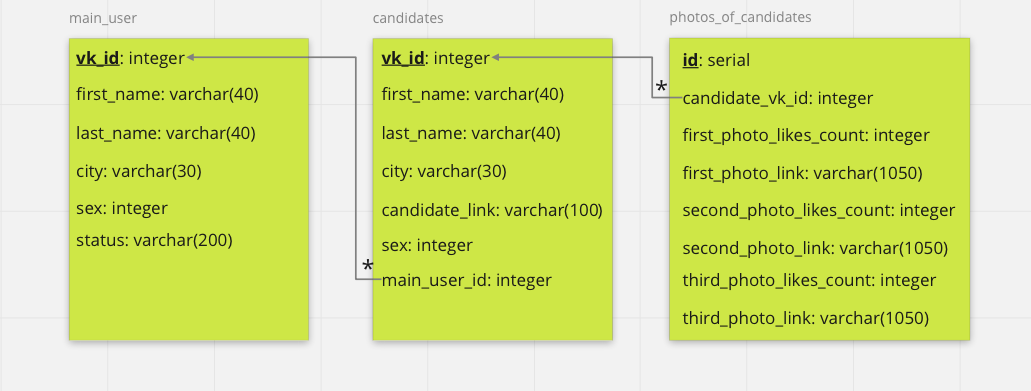 main_user
vk_id: integer
first_name: varchar(40)
last_name: varchar(40)
city: varchar(30)
sex: integer
status: varchar(200)
candidates
vk_id: integer
first_name: varchar(40)
last_name: varchar(40)
city: varchar(30)
candidate_link: varchar(100)
sex: integer
*
main_user_id: integer
photos_of_candidates
id: serial
*
candidate_vk_id: integer
first_photo_likes_count: integer
first_photo_link: varchar(1050)
second_photo_likes_count: integer
second_photo_link: varchar(1050)
third_photo_likes_count: integer
third_photo_link: varchar(1050)